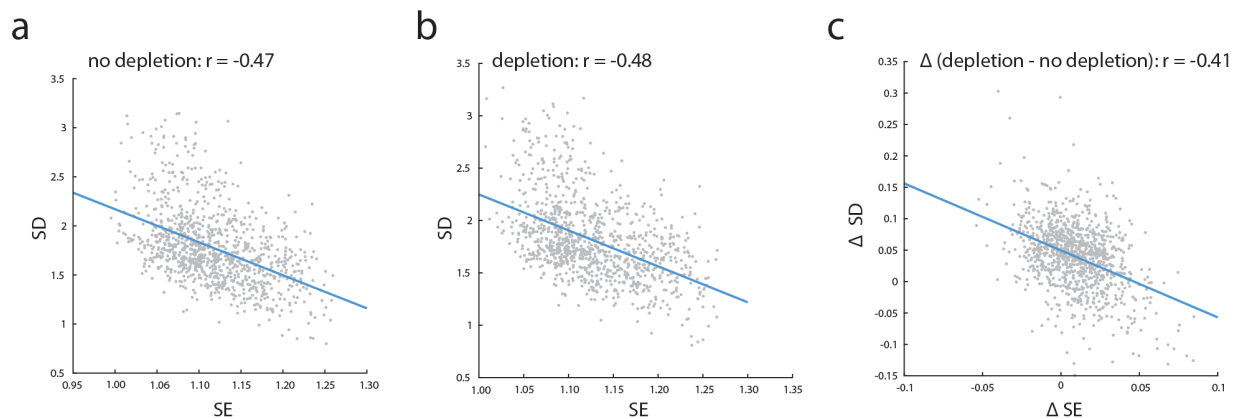 a
no depletion: r = -0.47
3.5
3
2.5
2
1.5
1
0.5
SD
0.95 1.00 1.06 1.10 1.15 1.20 1.25 1.30
SE
b
depletion: r = -0.48
3.5
3
2.5
2
1.5
1
0.5
SD
1.00 1.05 1.10 1.15 1.20 1.25 1.30 1.35
SE
c
Δ (depletion - no depletion): r = -0.41
0.35
0.3
0.25
0.2
0.15
0.1
0.05
0
-0.05
-0.1
-0.15
Δ SD
-0.1 -0.05 0 0.05 0.1
Δ SE